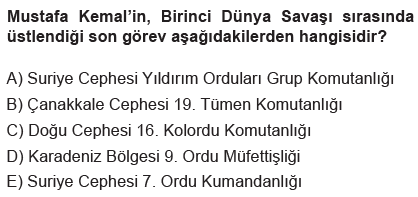 Mustafa Kemal’in, Birinci Dünya Savaşı sırasında
üstlendiği son görev aşağıdakilerden hangisidir?
A) Suriye Cephesi Yıldırım Orduları Grup Komutanlığı
B) Çanakkale Cephesi 19. Tümen Komutanlığı
C) Doğu Cephesi 16. Kolordu Komutanlığı
D) Karadeniz Bölgesi 9. Ordu Müfettişliği
E) Suriye Cephesi 7. Ordu Kumandanlığı